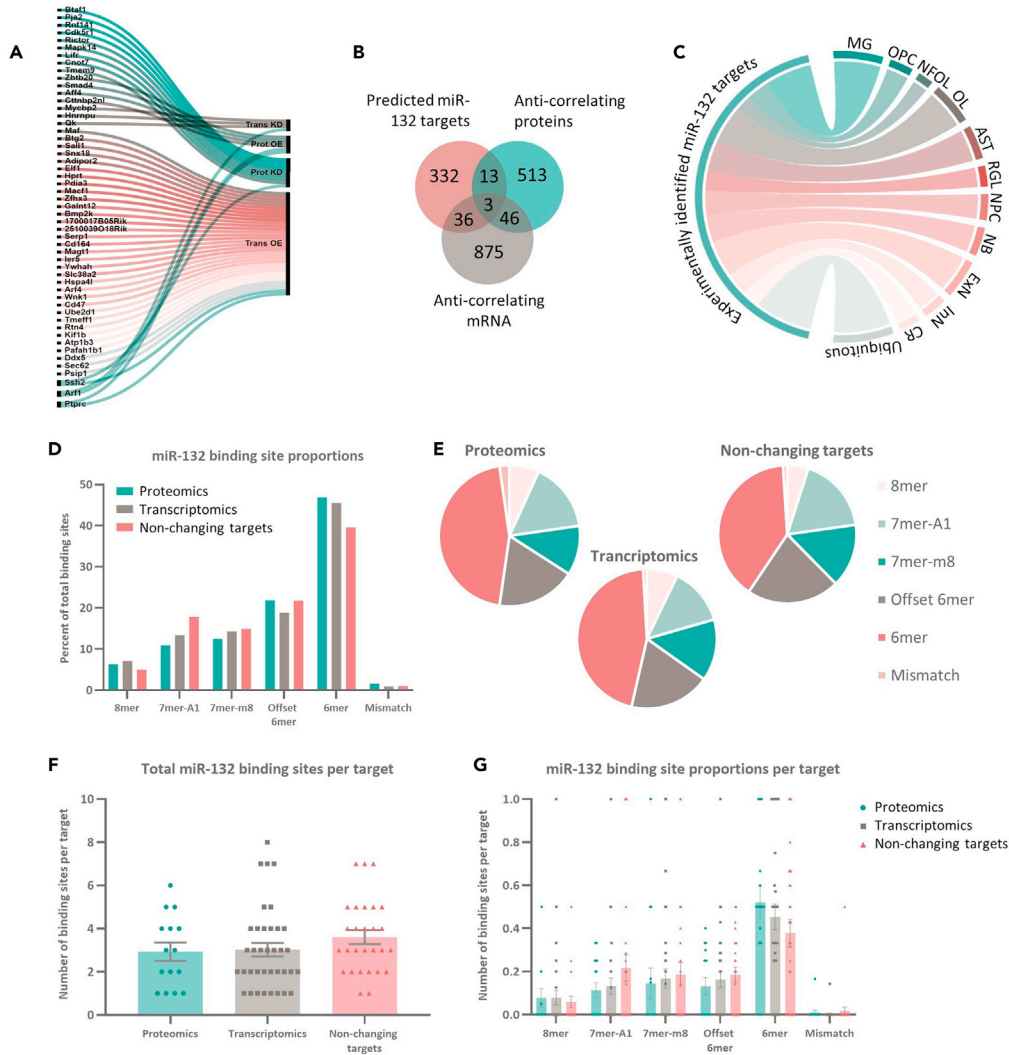 A
Btaf1
Pja2
Rnf141
Cdk5r1
Rictor
Mapk14
Lifr
Cnot7
Tmem9
Zbtb20
Smad4
Aff4
Cttnbp2nl
Mycbp2
Hnrnpu
Qk
Maf
Btg2
Sall1
Snx18
Adipor2
Eif1
Hprt
Pdia3
Macf1
Zfhx3
Galnt12
Bmp2k
1700017B05Rik
2510039O18Rik
Serp1
Cd164
Magt1
Ier5
Ywhah
Slc38a2
Hspa4l
Arf4
Wnk1
Cd47
Ube2d1
Tmeff1
Rtn4
Kif1b
Atp1b3
Pafah1b1
Ddx5
Sec62
Psip1
Ssh2
Arf1
Ptprc
Trans KD
Prot OE
Prot KD
Trans OE
B
Predicted miR-
132 targets
Anti-correlating
proteins
332
13
513
3
36
46
875
Anti-correlating
mRNA
C
Experimentally identified miR-132 targets
MG
OPC
NFOL
OL
AST
RGL
NPC
NB
ExN
InN
CR
Ubiquitous
D
miR-132 binding site proportions
Percent of total binding sites
50
40
30
20
10
0
Proteomics
Transcriptomics
Non-changing targets
8mer
7mer-A1
7mer-m8
Offset
6mer
6mer
Mismatch
E
Proteomics
Trancriptomics
Non-changing targets
8mer
7mer-A1
7mer-m8
Offset 6mer
6mer
Mismatch
F
Total miR-132 binding sites per target
Number of binding sites per target
10
8
6
4
2
0
Proteomics
Transcriptomics
Non-changing
targets
G
miR-132 binding site proportions per target
Number of binding sites per target
1.0
0.8
0.6
0.4
0.2
0.0
8mer
7mer-A1
7mer-m8
Offset
6mer
6mer
Mismatch
Proteomics
Transcriptomics
Non-changing targets